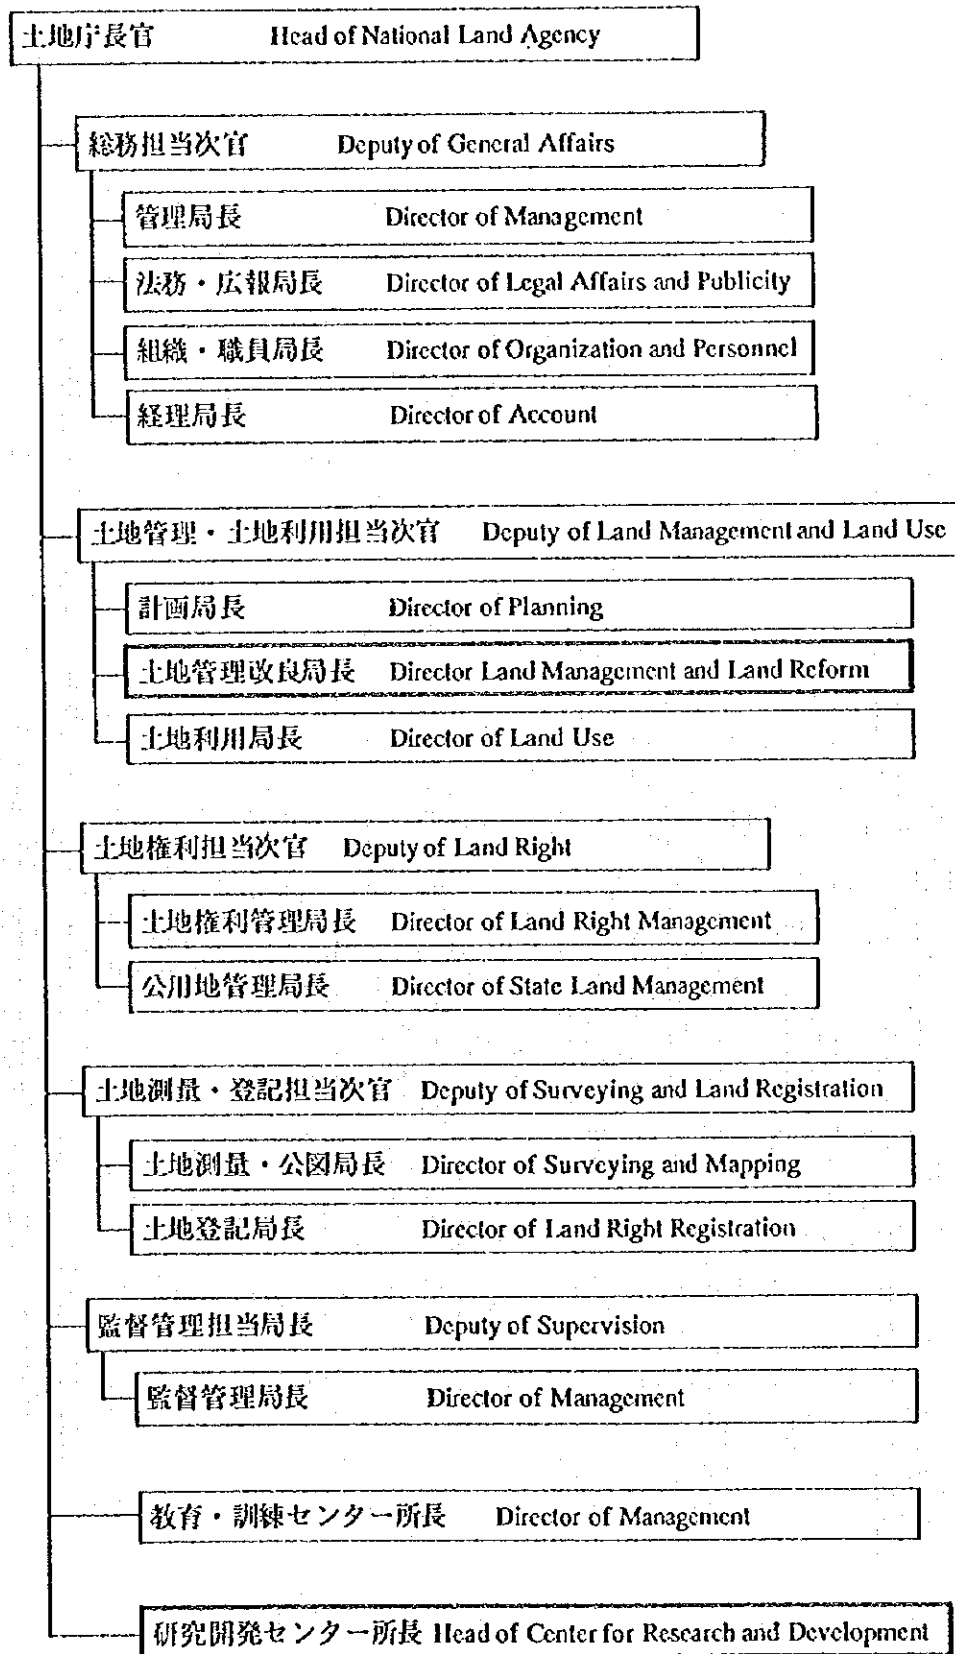 土地庁長官 Head of National Land Agency
総務担当次官 Deputy of General Affairs
管理局長 Director of Management
法務・広報局長 Director of Legal Affairs and Publicity
組織・職員局長 Director of Organization and Personnel
経理局長 Director of Account
土地管理・土地利用担当次官 Deputy of Land Management and Land Use
計画局長 Director of Planning
土地管理改良局長 Director Land Management and Land Reform
土地利用局長 Director of Land Use
土地権利担当次官 Deputy of Land Right
土地権利管理局長 Director of Land Right Management
公用地管理局長 Director of State Land Management
土地測量・登記担当次官 Deputy of Surveying and Land Registration
土地測量・公図局長 Director of Surveying and Mapping
土地登記局長 Director of Land Right Registration
監督管理担当局長 Deputy of Supervision
監督管理局長 Director of Management
教育・訓練センター所長 Director of Management
研究開発センター所長 Head of Center for Research and Development